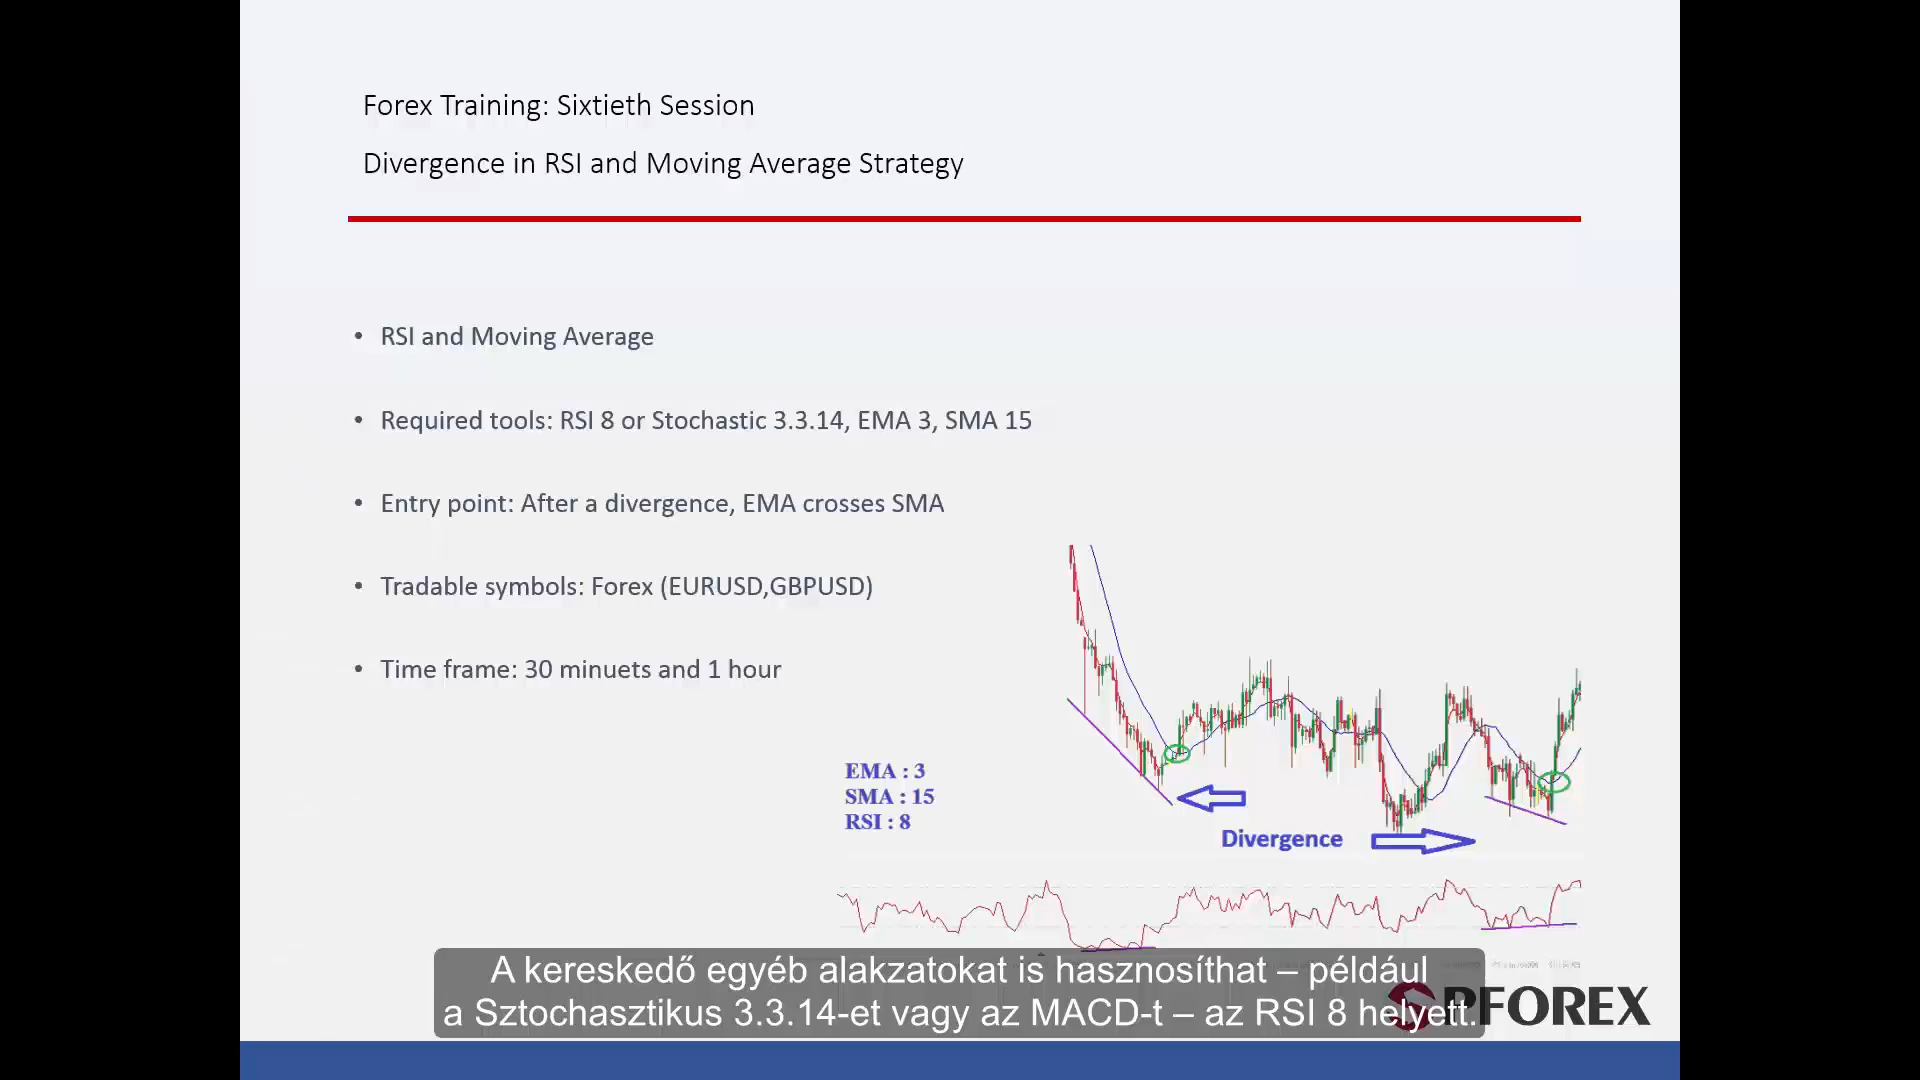 Forex Training: Sixtieth Session
Divergence in RSI and Moving Average Strategy
• RSI and Moving Average
• Required tools: RSI 8 or Stochastic 3.3.14, EMA 3, SMA 15
• Entry point: After a divergence, EMA crosses SMA
• Tradable symbols: Forex (EURUSD,GBPUSD)
• Time frame: 30 minuets and 1 hour
EMA : 3
SMA : 15
RSI : 8
Divergence
A kereskedő egyéb alakzatokat is hasznosíthat – például
a Sztochasztikus 3.3.14-et vagy az MACD-t – az RSI 8 helyett.
PFOREX